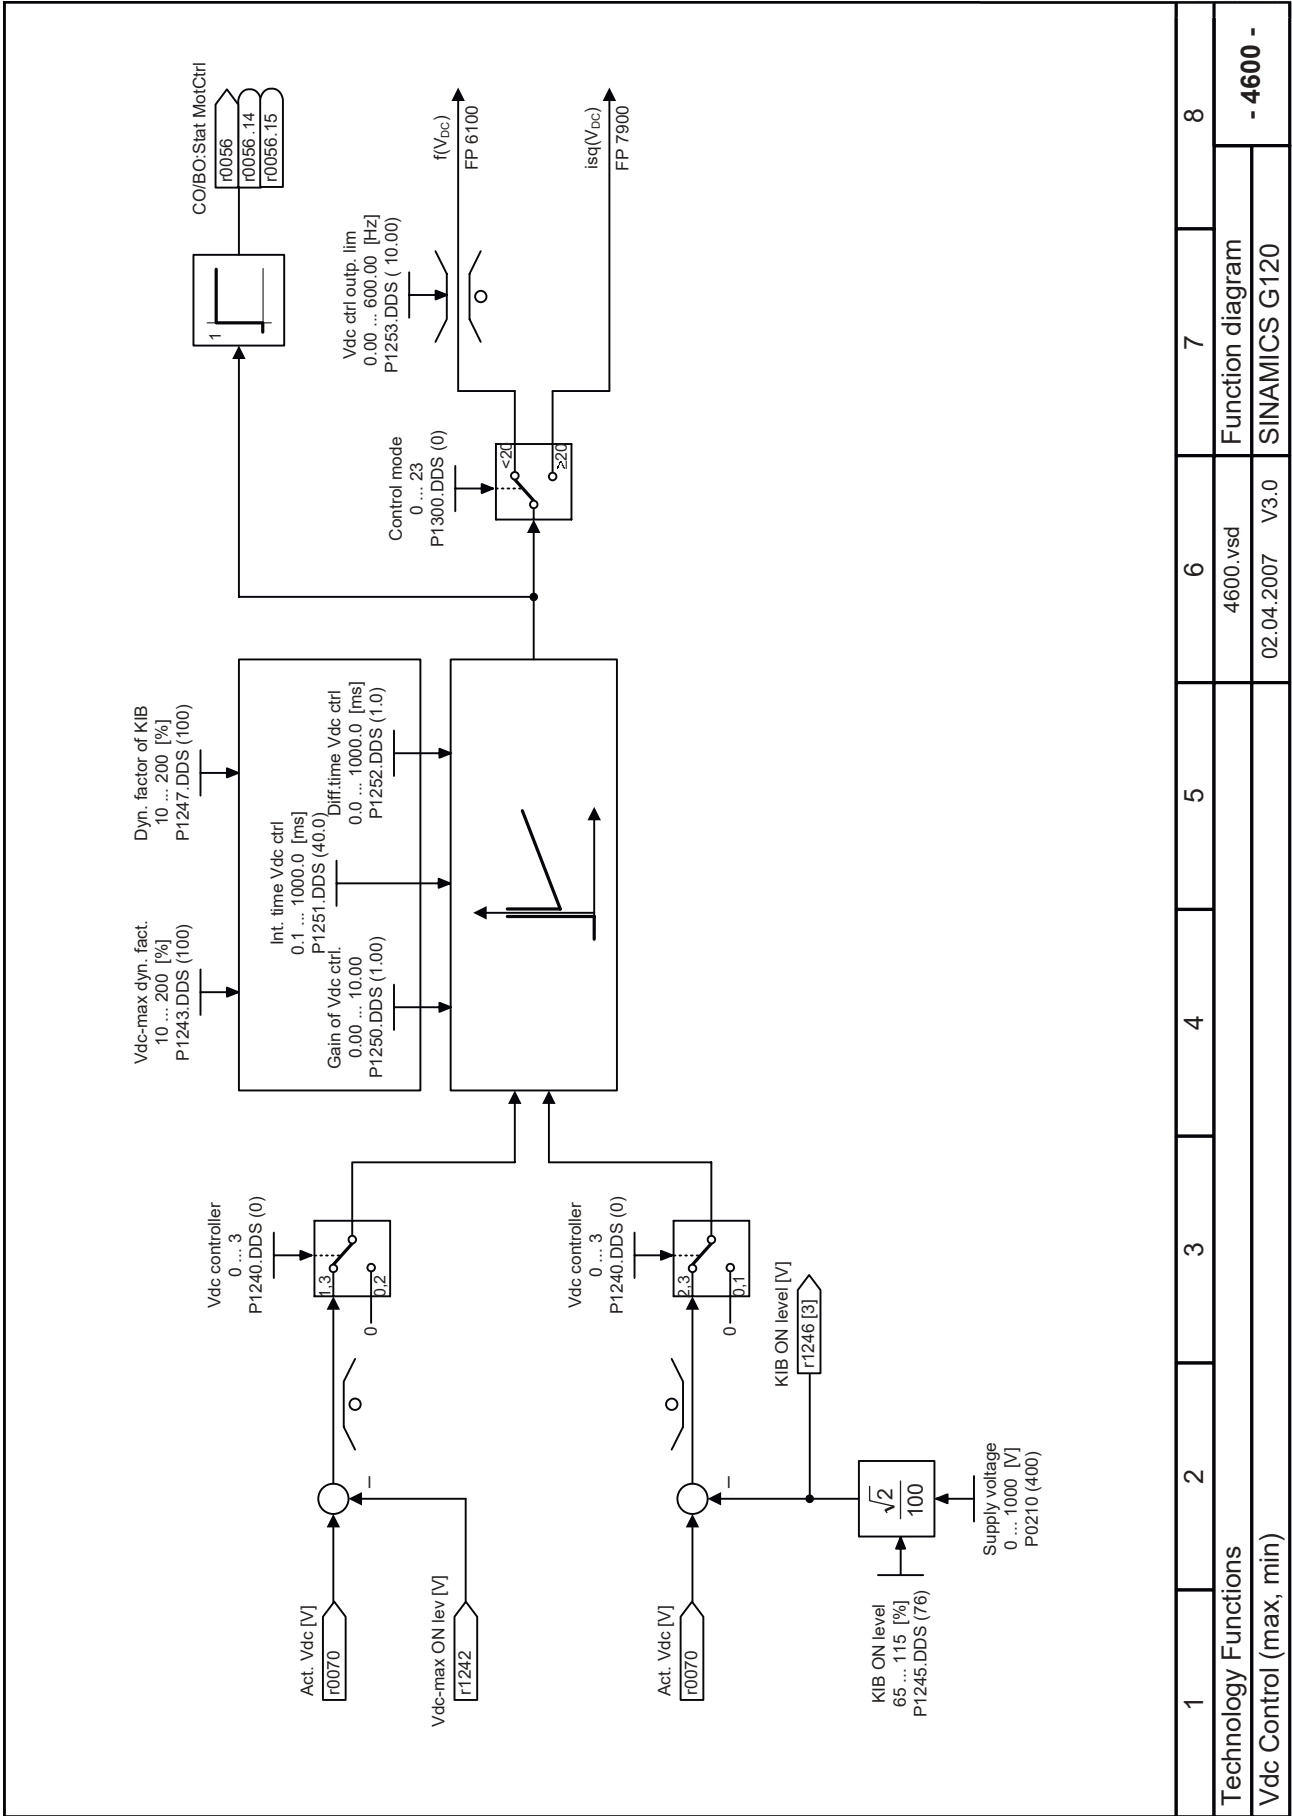 CO/BO:Stat MotCtrl
r0056
r0056 .14
r0056.15
1
Dyn. factor of KIB
10 ... 200 [%]
P1247.DDS (100)
Vdc-max dyn. fact.
10 ... 200 [%]
P1243.DDS (100)
Vdc controller
0 ... 3
P1240.DDS (0)
1,3
0,2
0
Act. Vdc [V]
r0070
–
Vdc-max ON lev [V]
r1242
Int. time Vdc ctrl
0.1 ... 1000.0 [ms]
P1251.DDS (40.0)
Gain of Vdc ctrl.
0.00 ... 10.00
P1250.DDS (1.00)
Diff.time Vdc ctrl
0.0 ... 1000.0 [ms]
P1252.DDS (1.0)
Vdc ctrl outp. lim
0.00 ... 600.00 [Hz]
P1253.DDS ( 10.00)
f(VDC)
FP 6100
Control mode
0 ... 23
P1300.DDS (0)
<20
≥20
isq(VDC)
FP 7900
Vdc controller
0 ... 3
P1240.DDS (0)
2,3
0,1
0
Act. Vdc [V]
r0070
–
KIB ON level [V]
r1246 [3]
√2
100
KIB ON level
65 ... 115 [%]
P1245.DDS (76)
Supply voltage
0 ... 1000 [V]
P0210 (400)
1 2 3 4 5 6 7 8
Technology Functions
4600.vsd
Function diagram
- 4600 -
Vdc Control (max, min)
02.04.2007 V3.0
SINAMICS G120